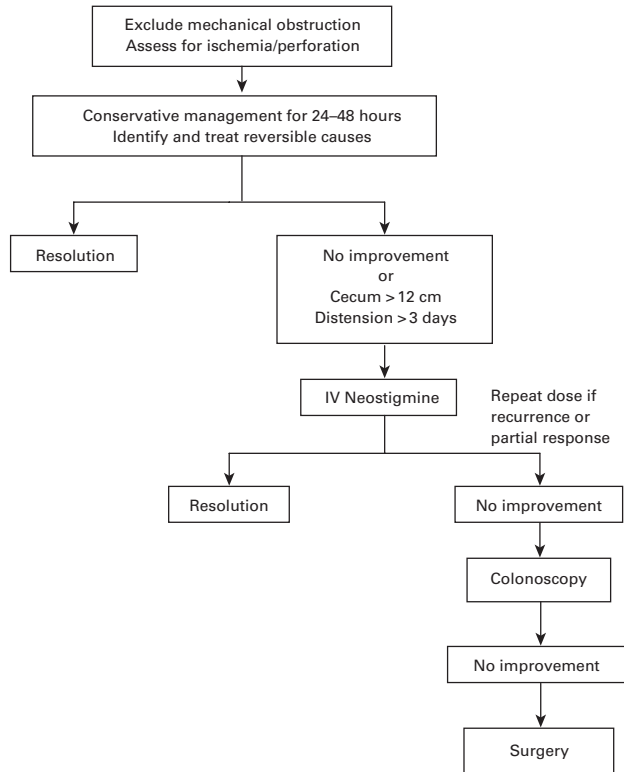 Exclude mechanical obstruction
Assess for ischemia/perforation
Conservative management for 24–48 hours
Identify and treat reversible causes
Resolution
No improvement
or
Cecum > 12 cm
Distension > 3 days
IV Neostigmine
Repeat dose if
recurrence or
partial response
Resolution
No improvement
Colonoscopy
No improvement
Surgery